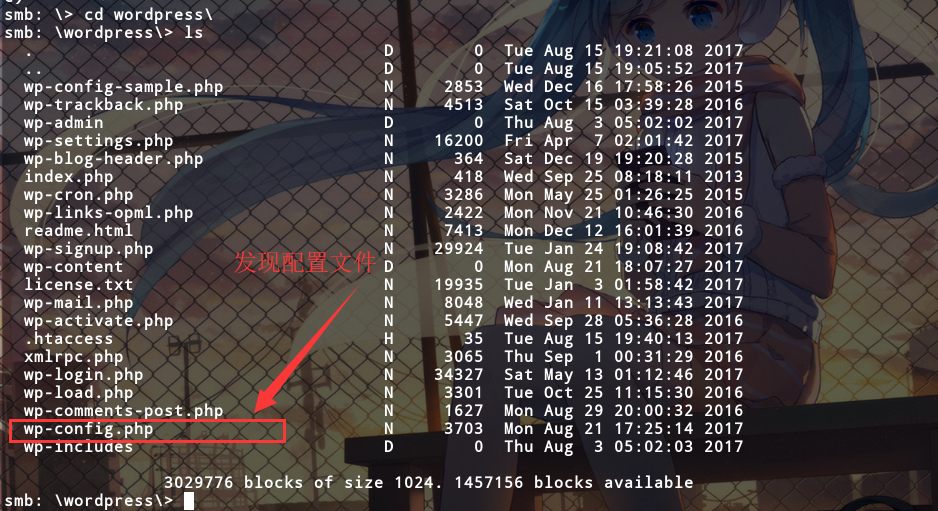 smb: \> cd wordpress\
smb: \wordpress\> ls
. D 0 Tue Aug 15 19:21:08 2017
.. D 0 Tue Aug 15 19:05:52 2017
wp-config-sample.php N 2853 Wed Dec 16 17:58:26 2015
wp-trackback.php N 4513 Sat Oct 15 03:39:28 2016
wp-admin D 0 Thu Aug 3 05:02:02 2017
wp-settings.php N 16200 Fri Apr 7 02:01:42 2017
wp-blog-header.php N 364 Sat Dec 19 19:20:28 2015
index.php N 418 Wed Sep 25 08:18:11 2013
wp-cron.php N 3286 Mon May 25 01:26:25 2015
wp-links-opml.php N 2422 Mon Nov 21 10:46:30 2016
readme.html N 7413 Mon Dec 12 16:01:39 2016
wp-signup.php N 29924 Tue Jan 24 19:08:42 2017
发现配置文件
wp-content D 0 Mon Aug 21 18:07:27 2017
license.txt N 19935 Tue Jan 3 01:58:42 2017
wp-mail.php N 8048 Wed Jan 11 13:13:43 2017
wp-activate.php N 5447 Wed Sep 28 05:36:28 2016
.htaccess H 35 Tue Aug 15 19:40:13 2017
xmlrpc.php N 3065 Thu Sep 1 00:31:29 2016
wp-login.php N 34327 Sat May 13 01:12:46 2017
wp-load.php N 3301 Tue Oct 25 11:15:30 2016
wp-comments-post.php N 1627 Mon Aug 29 20:00:32 2016
wp-config.php N 3703 Mon Aug 21 17:25:14 2017
wp-includes D 0 Thu Aug 3 05:02:03 2017
3029776 blocks of size 1024. 1457156 blocks available
smb: \wordpress\>